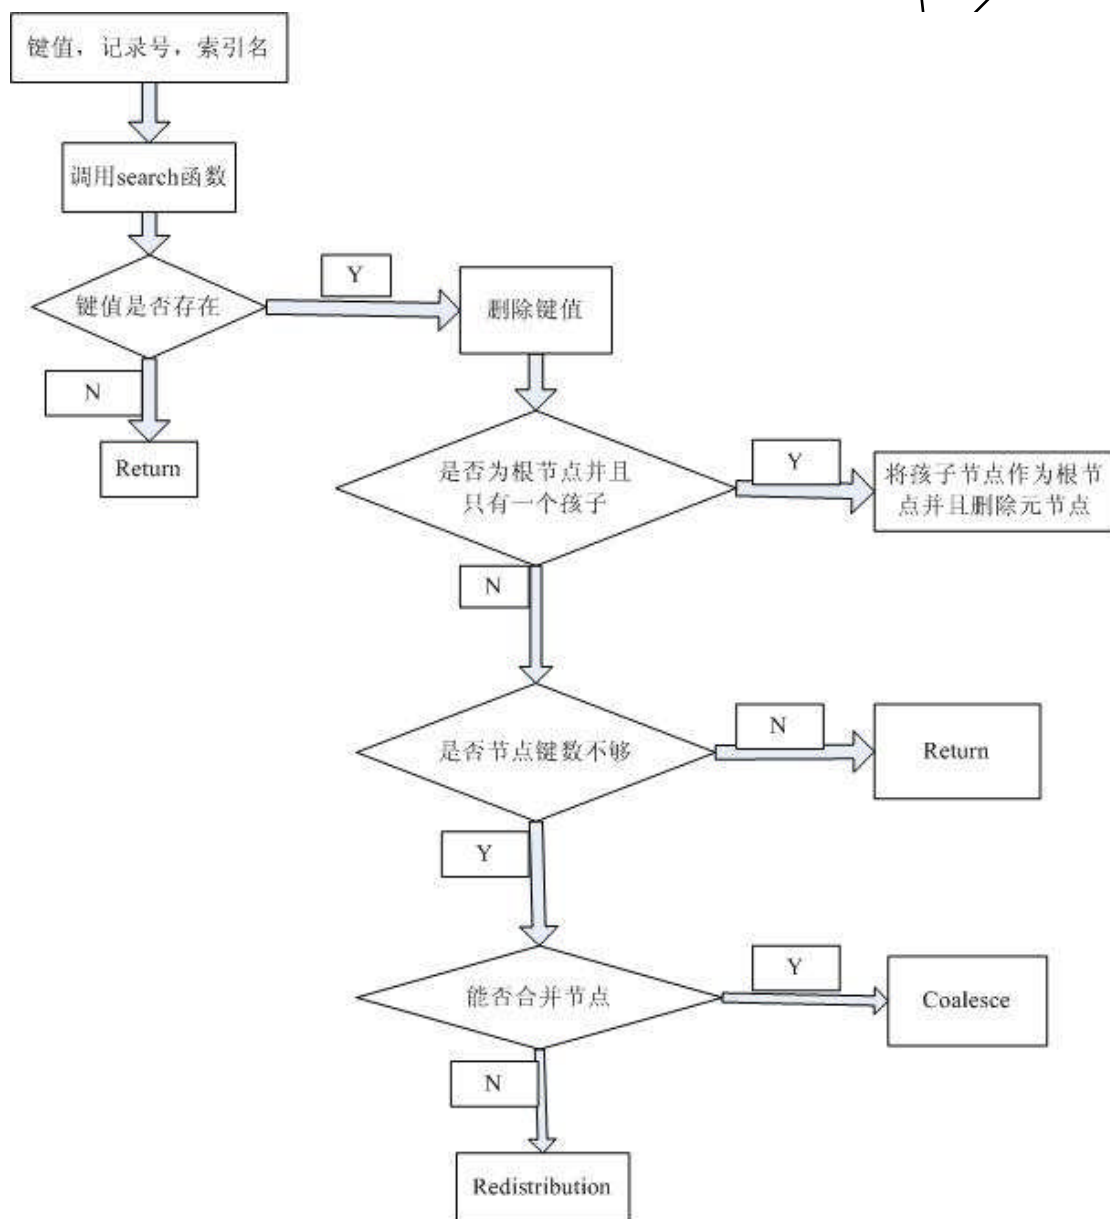 键值，记录号，索引名
调用search函数
键值是否存在
Y
删除键值
N
Return
是否为根节点并且
只有一个孩子
Y
将孩子节点作为根节
点并且删除元节点
N
是否节点键数不够
N
Return
Y
能否合并节点
Y
Coalesce
N
Redistribution